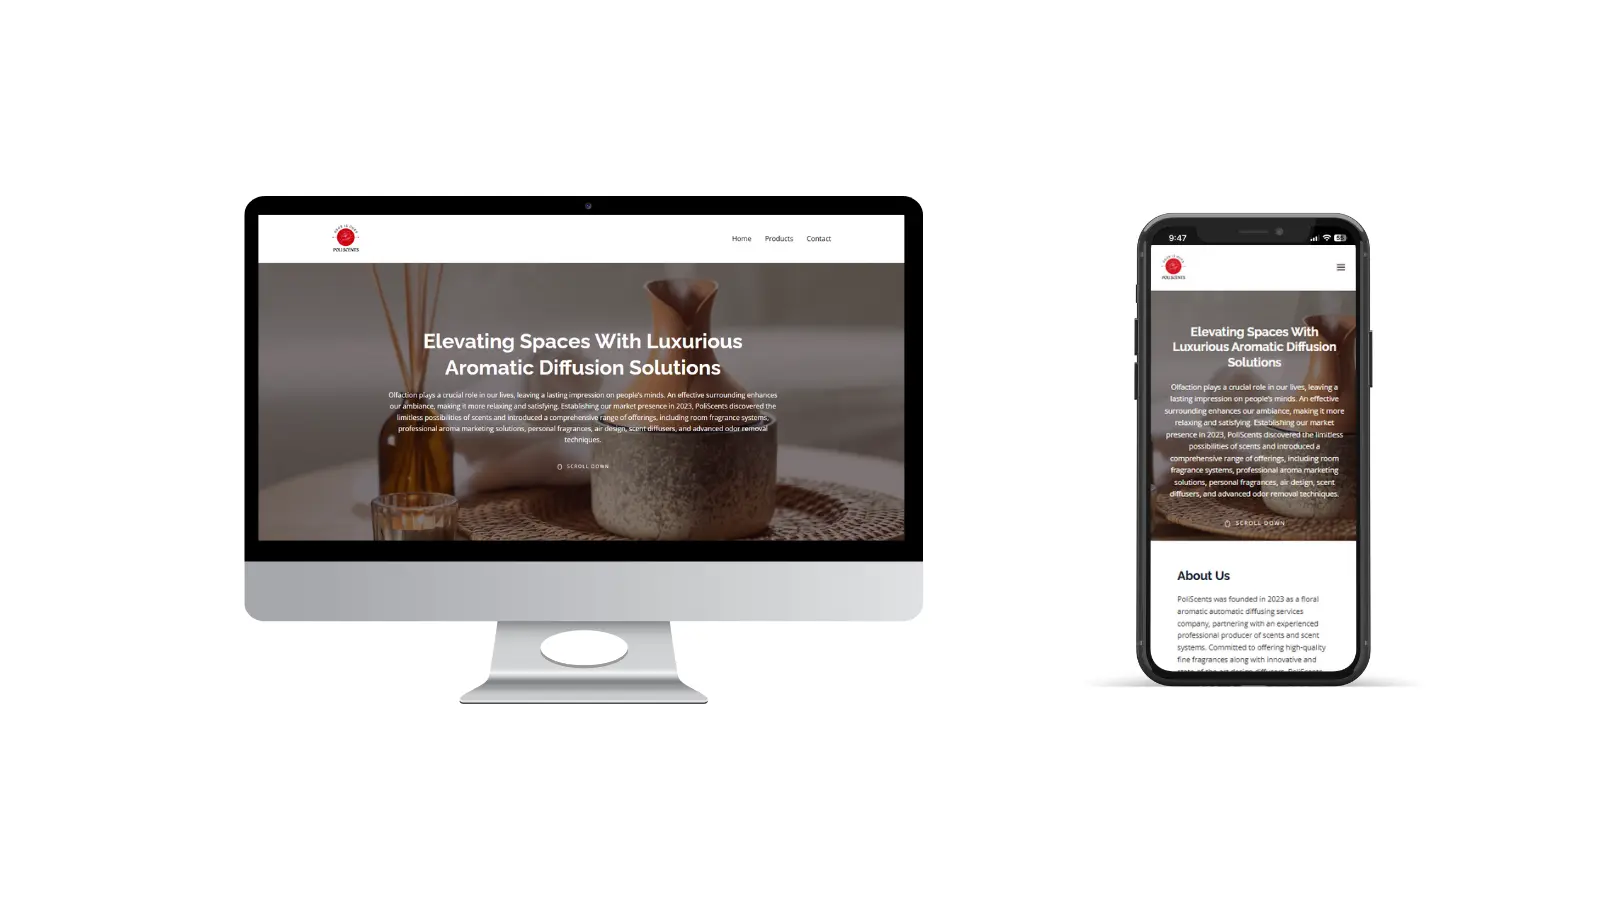 POLISCENTS
Home Products Contact
Elevating Spaces With Luxurious
Aromatic Diffusion Solutions
Olfaction plays a crucial role in our lives, leaving a lasting impression on people's minds. An effective surrounding enhances
our ambiance, making it more relaxing and satisfying. Establishing our market presence in 2023, PoliScents discovered the
limitless possibilities of scents and introduced a comprehensive range of offerings, including room fragrance systems,
professional aroma marketing solutions, personal fragrances, air design, scent diffusers, and advanced odor removal
techniques.
SCROLL DOWN
9:47
POLISCENTS
Elevating Spaces With
Luxurious Aromatic Diffusion
Solutions
Olfaction plays a crucial role in our lives, leaving a
lasting impression on people's minds. An effective
surrounding enhances our ambiance, making it more
relaxing and satisfying. Establishing our market
presence in 2023, PoliScents discovered the limitless
possibilities of scents and introduced a
comprehensive range of offerings, including room
fragrance systems, professional aroma marketing
solutions, personal fragrances, air design, scent
diffusers, and advanced odor removal techniques.
SCROLL DOWN
About Us
PoliScents was founded in 2023 as a floral
aromatic automatic diffusing services
company, partnering with an experienced
professional producer of scents and scent
systems. Committed to offering high-quality
fine fragrances along with innovative and
state of the art design diffusers, PoliScents